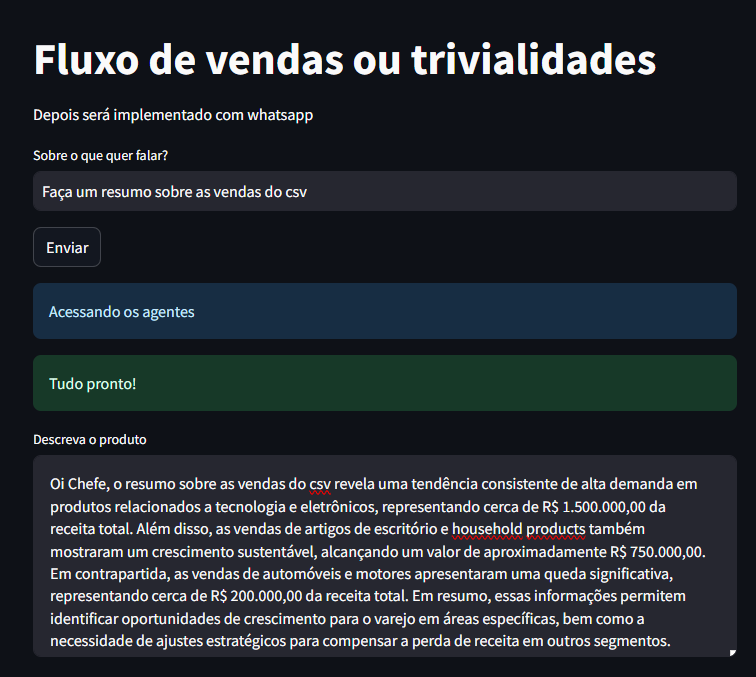 Fluxo de vendas ou trivialidades
Depois será implementado com whatsapp
Sobre o que quer falar?
Faça um resumo sobre as vendas do csv
Enviar
Acessando os agentes
Tudo pronto!
Descreva o produto
Oi Chefe, o resumo sobre as vendas do csv revela uma tendência consistente de alta demanda em
produtos relacionados a tecnologia e eletrônicos, representando cerca de R$ 1.500.000,00 da
receita total. Além disso, as vendas de artigos de escritório e household products também
mostraram um crescimento sustentável, alcançando um valor de aproximadamente R$ 750.000,00.
Em contrapartida, as vendas de automóveis e motores apresentaram uma queda significativa,
representando cerca de R$ 200.000,00 da receita total. Em resumo, essas informações permitem
identificar oportunidades de crescimento para o varejo em áreas específicas, bem como a
necessidade de ajustes estratégicos para compensar a perda de receita em outros segmentos.